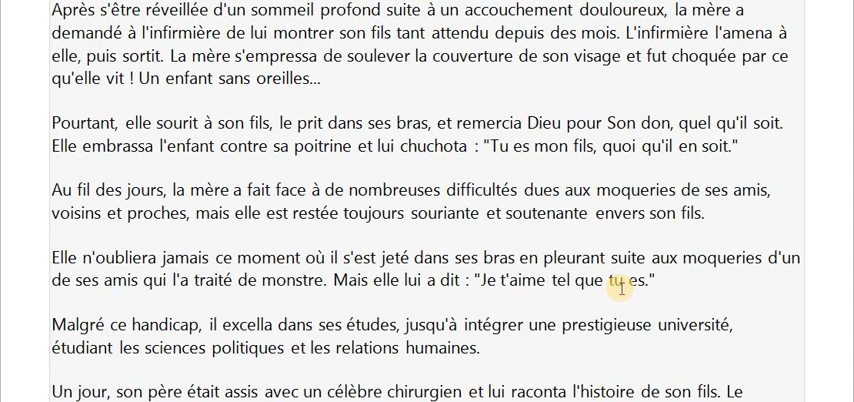 Après s'être réveillée d'un sommeil profond suite à un accouchement douloureux, la mère a
demandé à l'infirmière de lui montrer son fils tant attendu depuis des mois. L'infirmière l'amena à
elle, puis sortit. La mère s'empressa de soulever la couverture de son visage et fut choquée par ce
qu'elle vit ! Un enfant sans oreilles...
Pourtant, elle sourit à son fils, le prit dans ses bras, et remercia Dieu pour Son don, quel qu'il soit.
Elle embrassa l'enfant contre sa poitrine et lui chuchota : "Tu es mon fils, quoi qu'il en soit."
Au fil des jours, la mère a fait face à de nombreuses difficultés dues aux moqueries de ses amis,
voisins et proches, mais elle est restée toujours souriante et soutenante envers son fils.
Elle n'oubliera jamais ce moment où il s'est jeté dans ses bras en pleurant suite aux moqueries d'un
de ses amis qui l'a traité de monstre. Mais elle lui a dit : "Je t'aime tel que tu es."
Malgré ce handicap, il excella dans ses études, jusqu'à intégrer une prestigieuse université,
étudiant les sciences politiques et les relations humaines.
Un jour, son père était assis avec un célèbre chirurgien et lui raconta l'histoire de son fils. Le